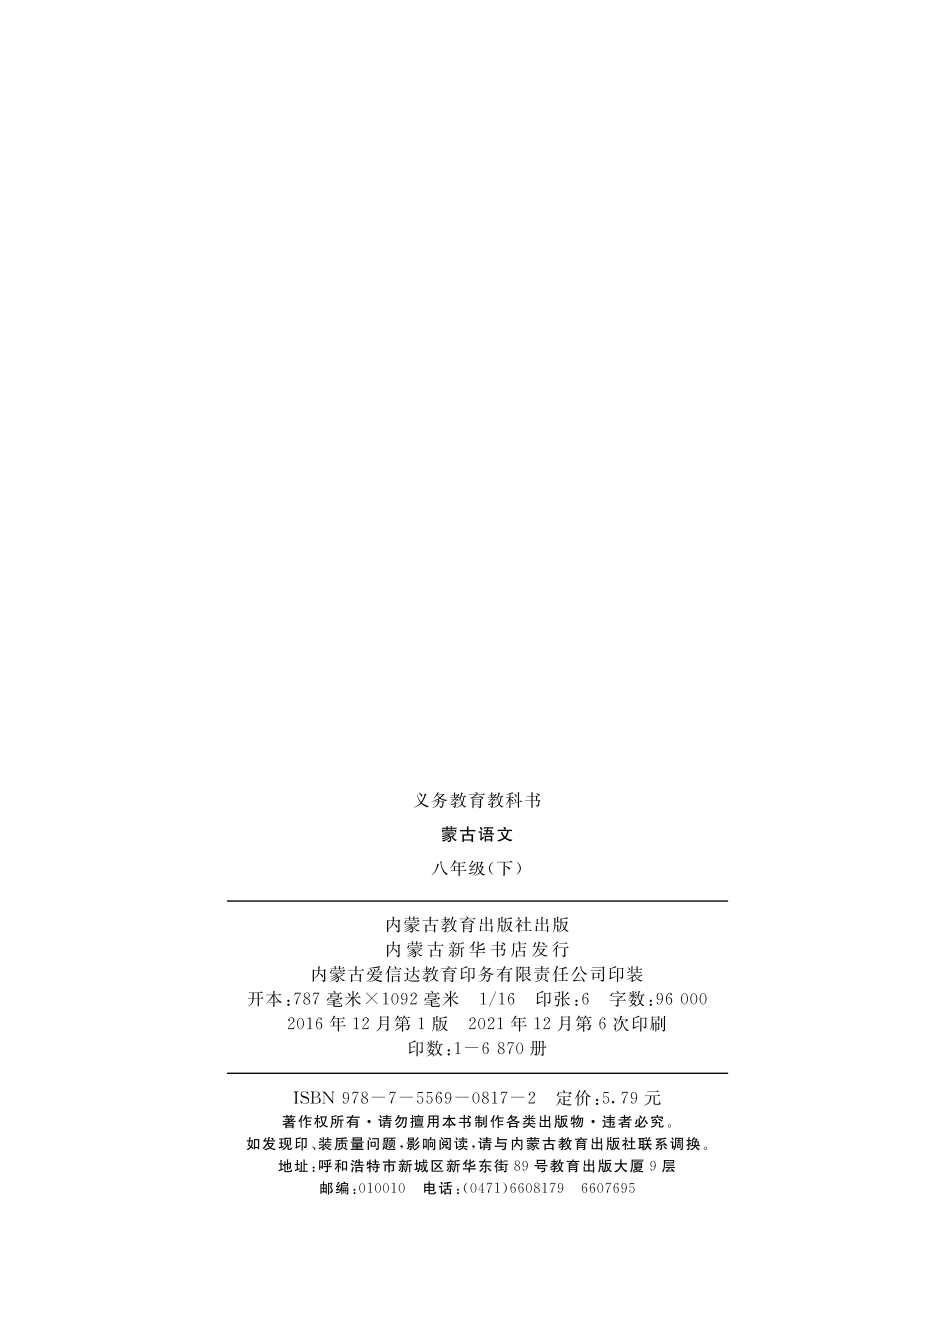 义务教育教科书
蒙古语文
八年级(下)
内蒙古教育出版社出版
内蒙古新华书店发行
内蒙古爱信达教育印务有限责任公司印装
开本:787 毫米×1092 毫米　1/16　印张:6　字数:96 000
2016 年 12 月第 1 版　2021 年 12 月第 6 次印刷
印数:1－6 870 册
ISBN 978－7－5569－0817－2　定价:5.79 元
著作权所有·请勿擅用本书制作各类出版物·违者必究。
如发现印、装质量问题,影响阅读,请与内蒙古教育出版社联系调换。
地址:呼和浩特市新城区新华东街 89 号教育出版大厦 9 层
邮编:010010　电话:(0471)6608179　6607695